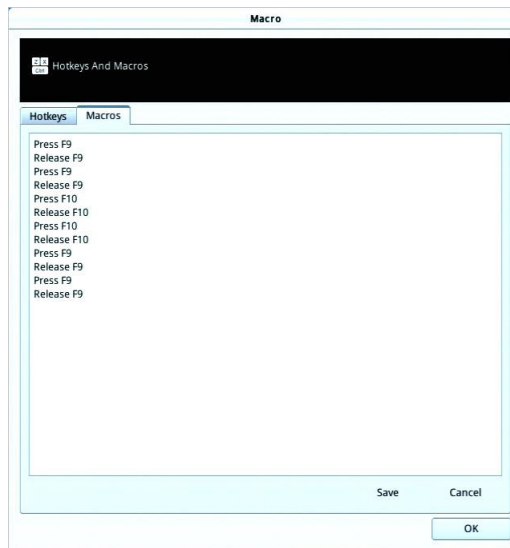 Macro
Z X
Ctrl
Hotkeys And Macros
Hotkeys Macros
Press F9
Release F9
Press F9
Release F9
Press F10
Release F10
Press F10
Release F10
Press F9
Release F9
Press F9
Release F9
Save Cancel
OK